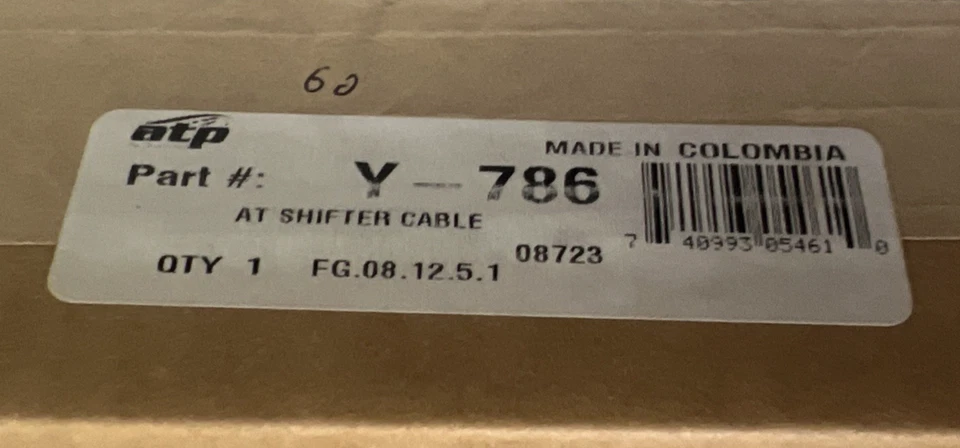 60
atp
MADE IN COLOMBIA
Part #: Y-786
AT SHIFTER CABLE
QTY 1 FG.08.12.5.1 08723
7 40993 05461 0